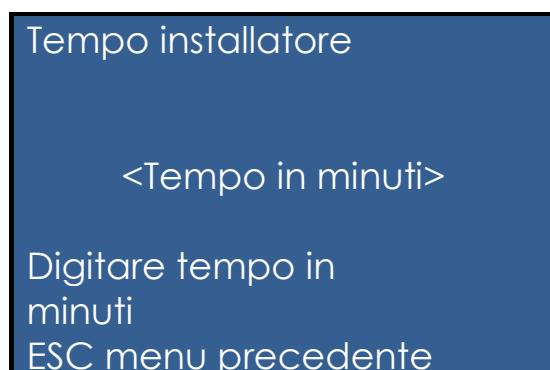 Tempo installatore
<Tempo in minuti>
Digitare tempo in
minuti
ESC menu precedente